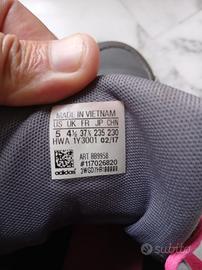 MADE IN VIETNAM
US UK FR JP CHN
5 4½ 37⅓ 235 230
HWA 1Y3001 02/17
ART BB9958
#117026820
adidas
subito